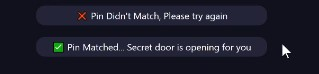 ❌ Pin Didn't Match, Please try again
✅ Pin Matched... Secret door is opening for you